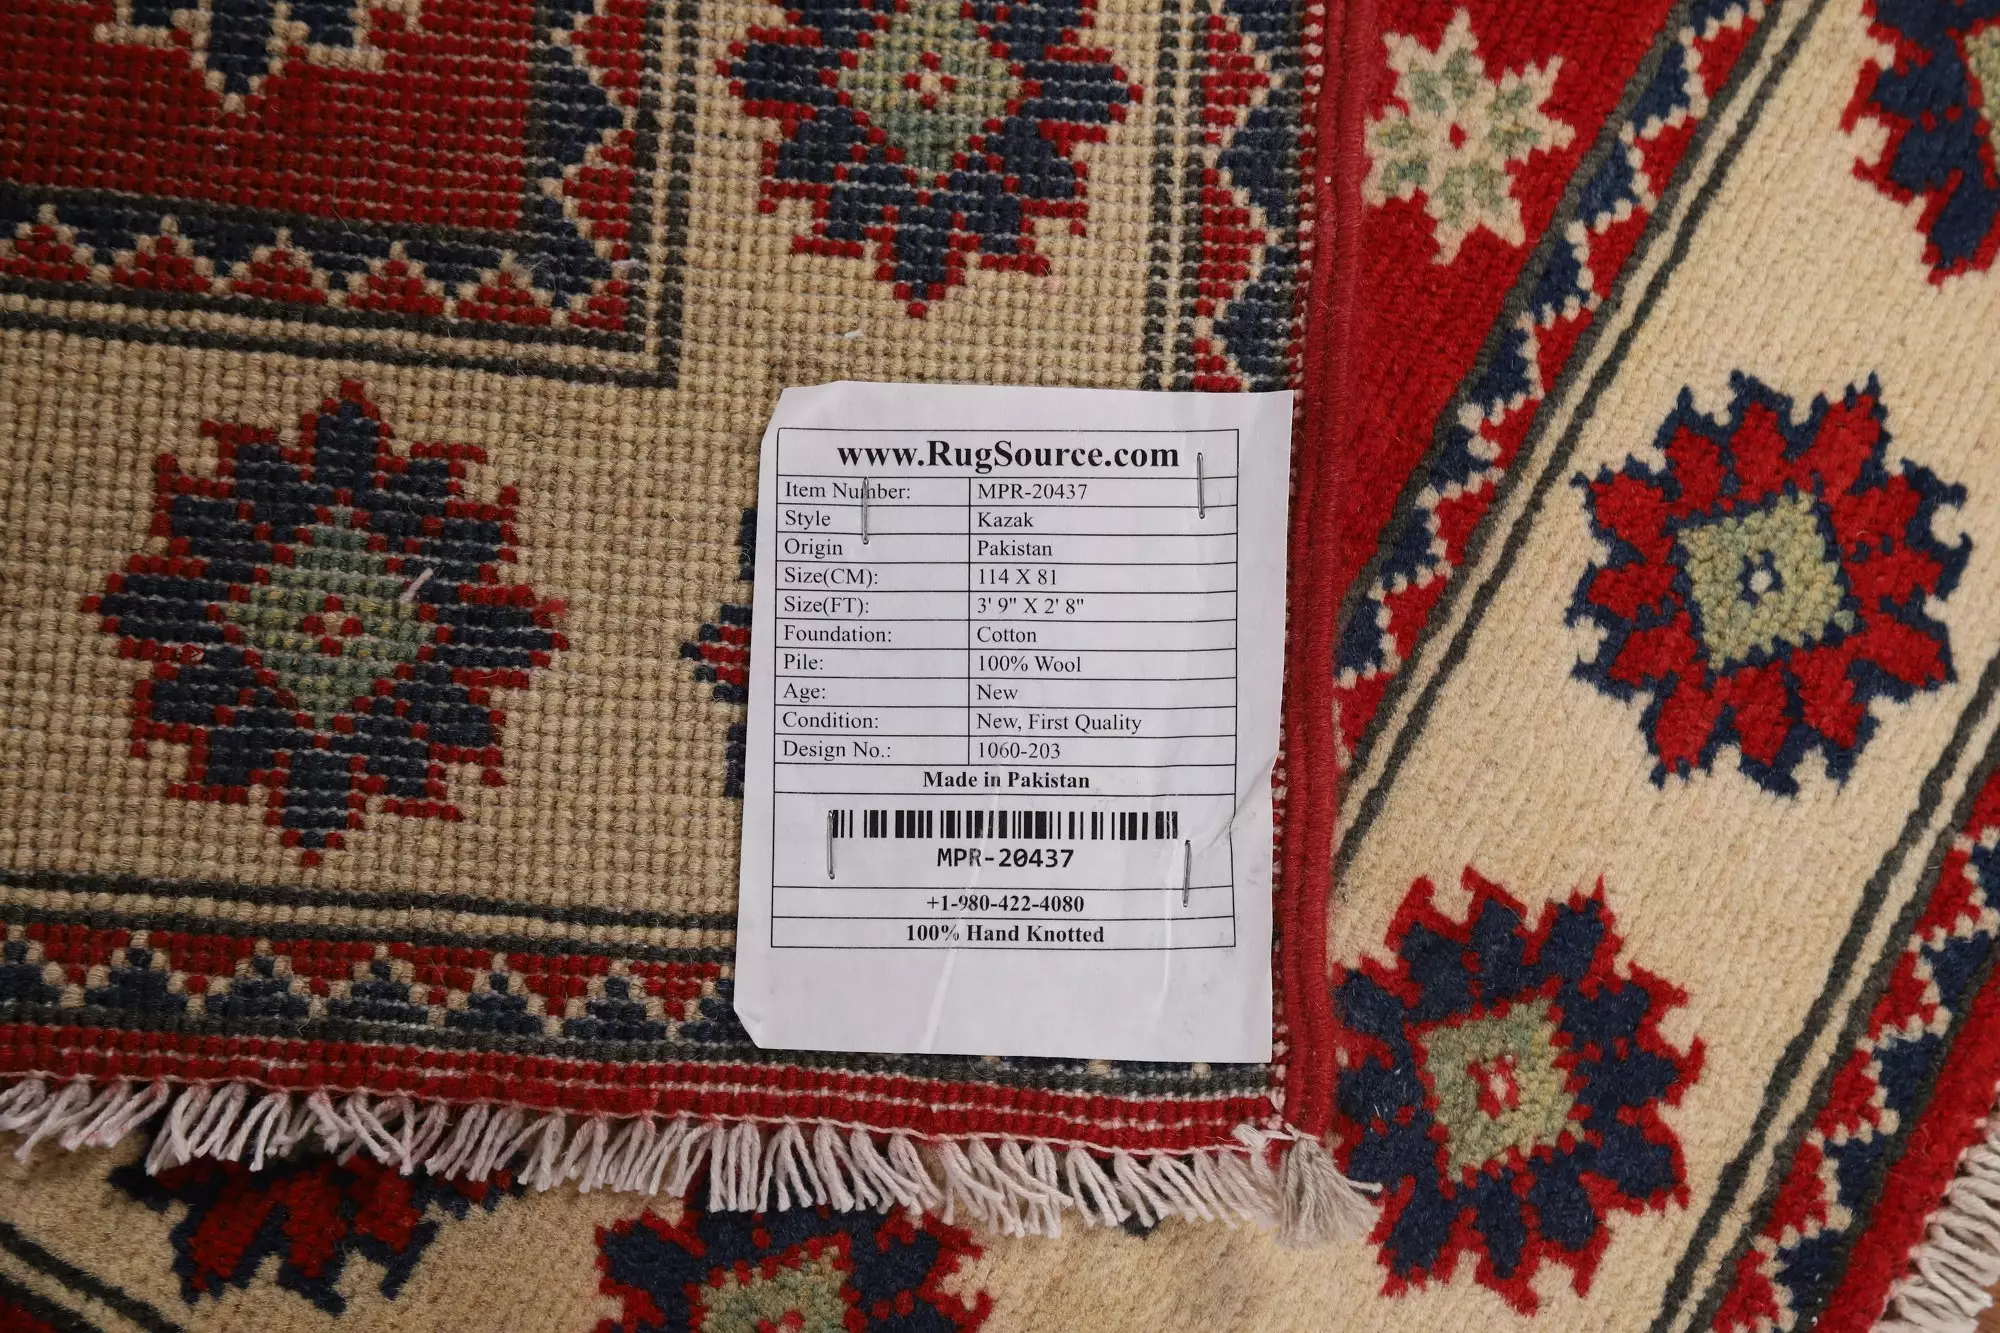 www.RugSource.com
Item Number: MPR-20437
Style Kazak
Origin Pakistan
Size(CM): 114 X 81
Size(FT): 3' 9" X 2' 8"
Foundation: Cotton
Pile: 100% Wool
Age: New
Condition: New, First Quality
Design No.: 1060-203
Made in Pakistan
MPR-20437
+1-980-422-4080
100% Hand Knotted